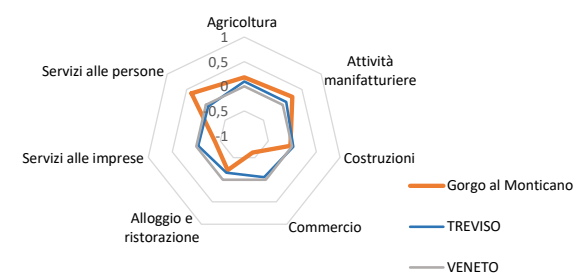 Agricoltura
1
0,5
0
0,5
-1
Attività
manifatturiere
Costruzioni
Commercio
Alloggio e
ristorazione
Servizi alle imprese
Servizi alle persone
Gorgo al Monticano
TREVISO
VENETO